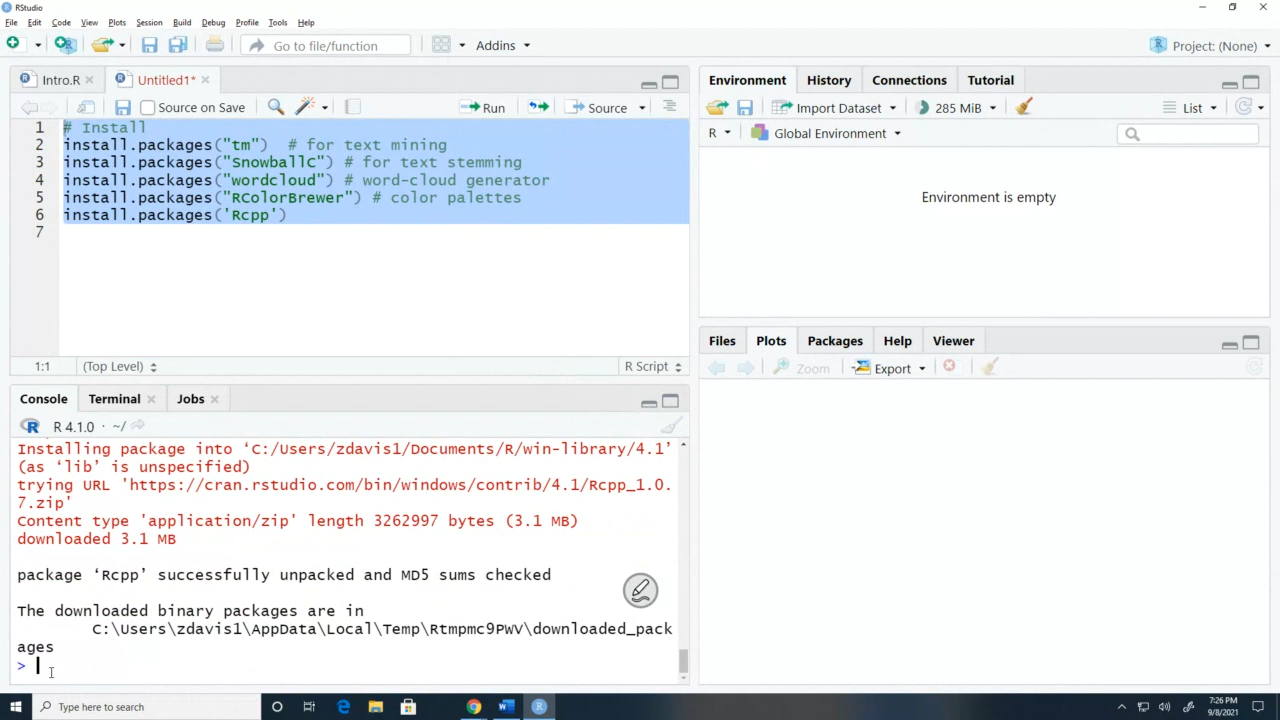 RStudio
File Edit Code View Plots Session Build Debug Profile Tools Help
Go to file/function Addins Project: (None)
Intro.R Untitled1*
Source on Save Run Source
1 # Install
2 install.packages("tm") # for text mining
3 install.packages("SnowballC") # for text stemming
4 install.packages("wordcloud") # word-cloud generator
5 install.packages("RColorBrewer") # color palettes
6 install.packages('Rcpp')
7
1:1 (Top Level) R Script
Console Terminal Jobs
R 4.1.0 · ~/
Installing package into ‘C:/Users/zdavis1/Documents/R/win-library/4.1’
(as ‘lib’ is unspecified)
trying URL 'https://cran.rstudio.com/bin/windows/contrib/4.1/Rcpp_1.0.
7.zip'
Content type 'application/zip' length 3262997 bytes (3.1 MB)
downloaded 3.1 MB
package ‘Rcpp’ successfully unpacked and MD5 sums checked
The downloaded binary packages are in
C:\Users\zdavis1\AppData\Local\Temp\Rtmpmc9PWV\downloaded_pack
ages
>
Environment History Connections Tutorial
Import Dataset 285 MiB List
R Global Environment
Environment is empty
Files Plots Packages Help Viewer
Zoom Export
Type here to search
7:26 PM
9/8/2021